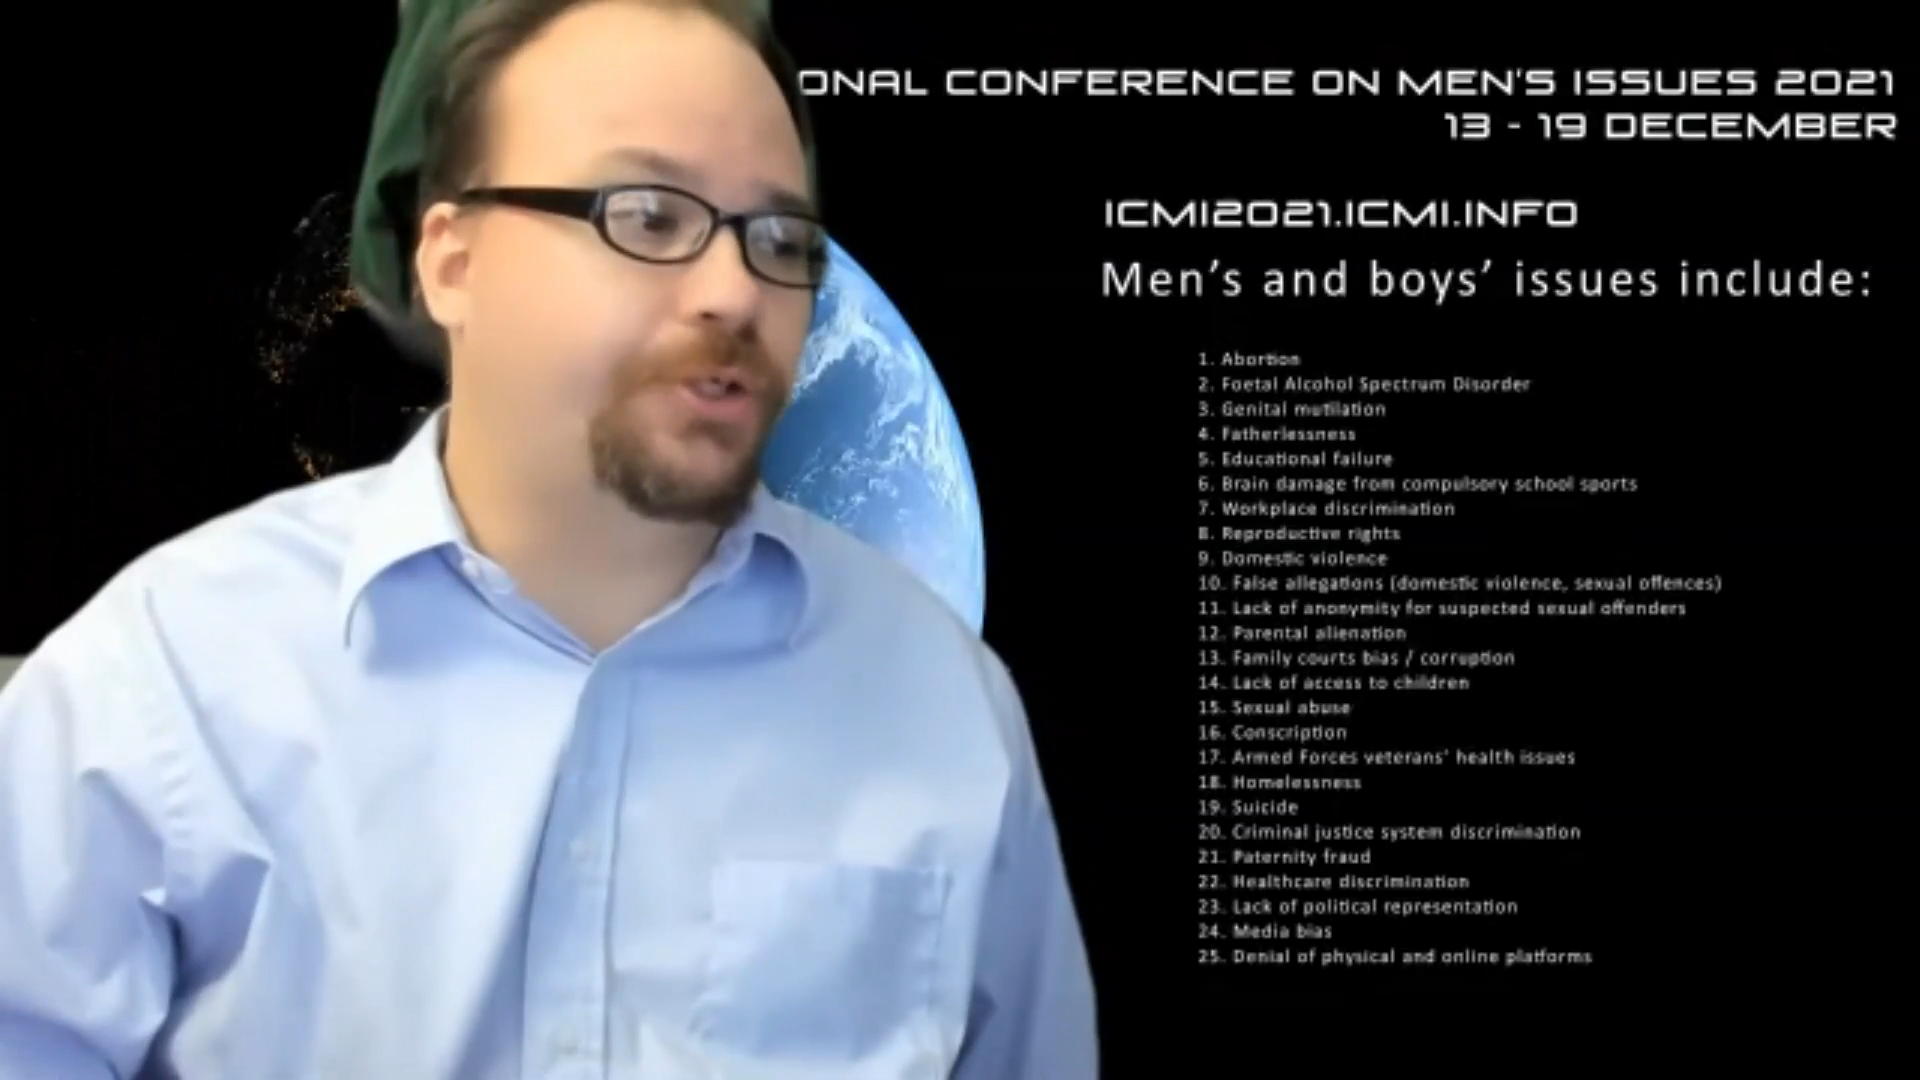 ONAL CONFERENCE ON MEN'S ISSUES 2021
13 - 19 DECEMBER
ICMI2021.ICMI.INFO
Men’s and boys’ issues include:
1. Abortion
2. Foetal Alcohol Spectrum Disorder
3. Genital mutilation
4. Fatherlessness
5. Educational failure
6. Brain damage from compulsory school sports
7. Workplace discrimination
8. Reproductive rights
9. Domestic violence
10. False allegations (domestic violence, sexual offences)
11. Lack of anonymity for suspected sexual offenders
12. Parental alienation
13. Family courts bias / corruption
14. Lack of access to children
15. Sexual abuse
16. Conscription
17. Armed Forces veterans’ health issues
18. Homelessness
19. Suicide
20. Criminal justice system discrimination
21. Paternity fraud
22. Healthcare discrimination
23. Lack of political representation
24. Media bias
25. Denial of physical and online platforms